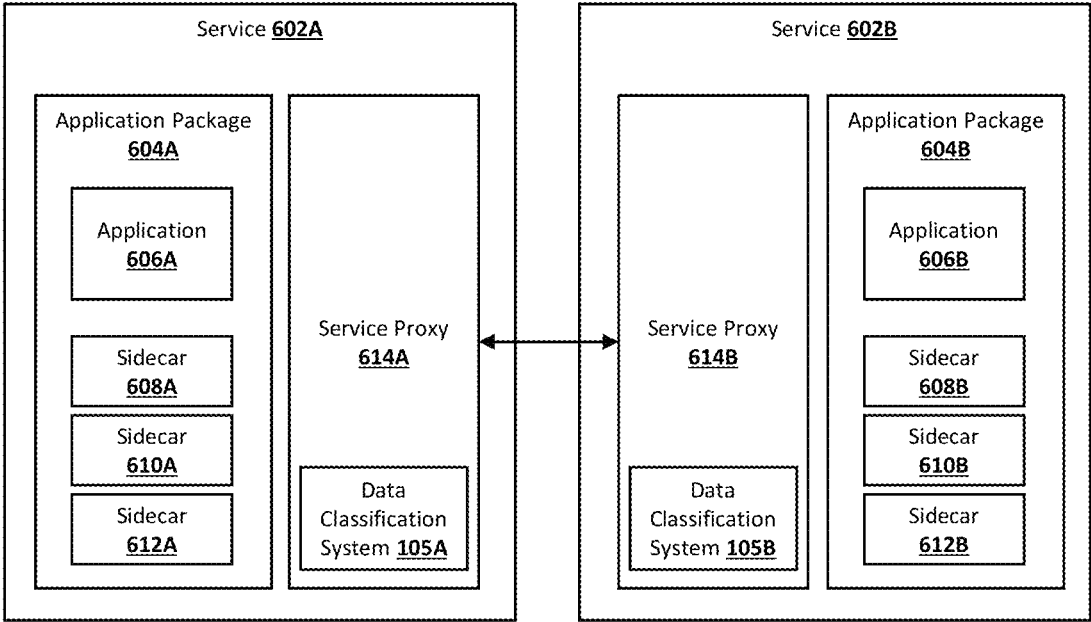 Service 602A
Application Package
604A
Application
606A
Sidecar
608A
Sidecar
610A
Sidecar
612A
Service Proxy
614A
Data
Classification
System 105A
Service 602B
Service Proxy
614B
Data
Classification
System 105B
Application Package
604B
Application
606B
Sidecar
608B
Sidecar
610B
Sidecar
612B